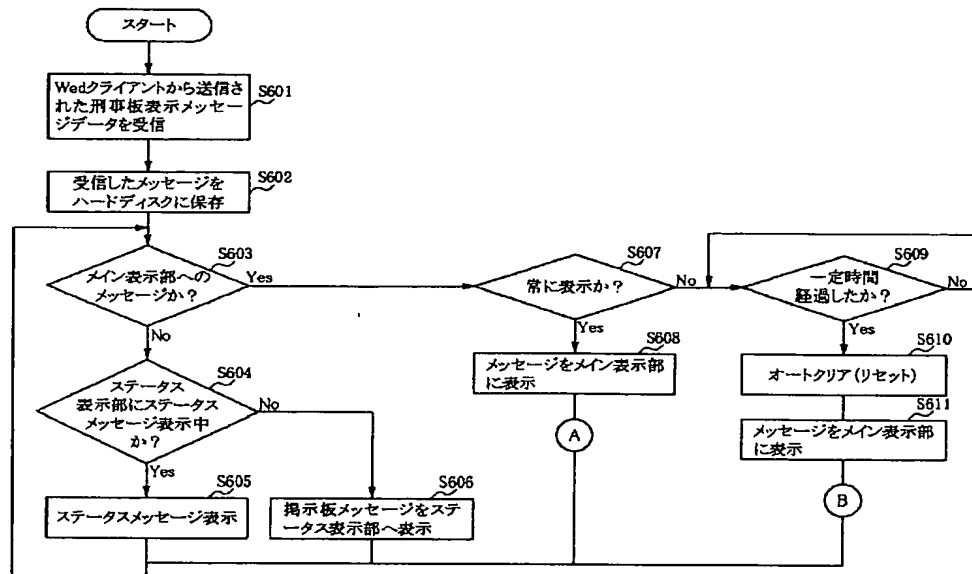 スタート
Wedクライアントから送信さ
れた刑事板表示メッセー
ジデータを受信
S601
受信したメッセージを
ハードディスクに保存
S602
メイン表示部への
メッセージか？
S603
Yes
No
常に表示か？
S607
No
Yes
一定時間
経過したか？
S609
No
Yes
メッセージをメイン表示部
に表示
S608
オートクリア(リセット)
S610
ステータス
表示部にステータス
メッセージ表示中
か？
S604
No
Yes
A
メッセージをメイン表示部
に表示
S611
B
ステータスメッセージ表示
S605
掲示板メッセージをステ
ータス表示部へ表示
S606